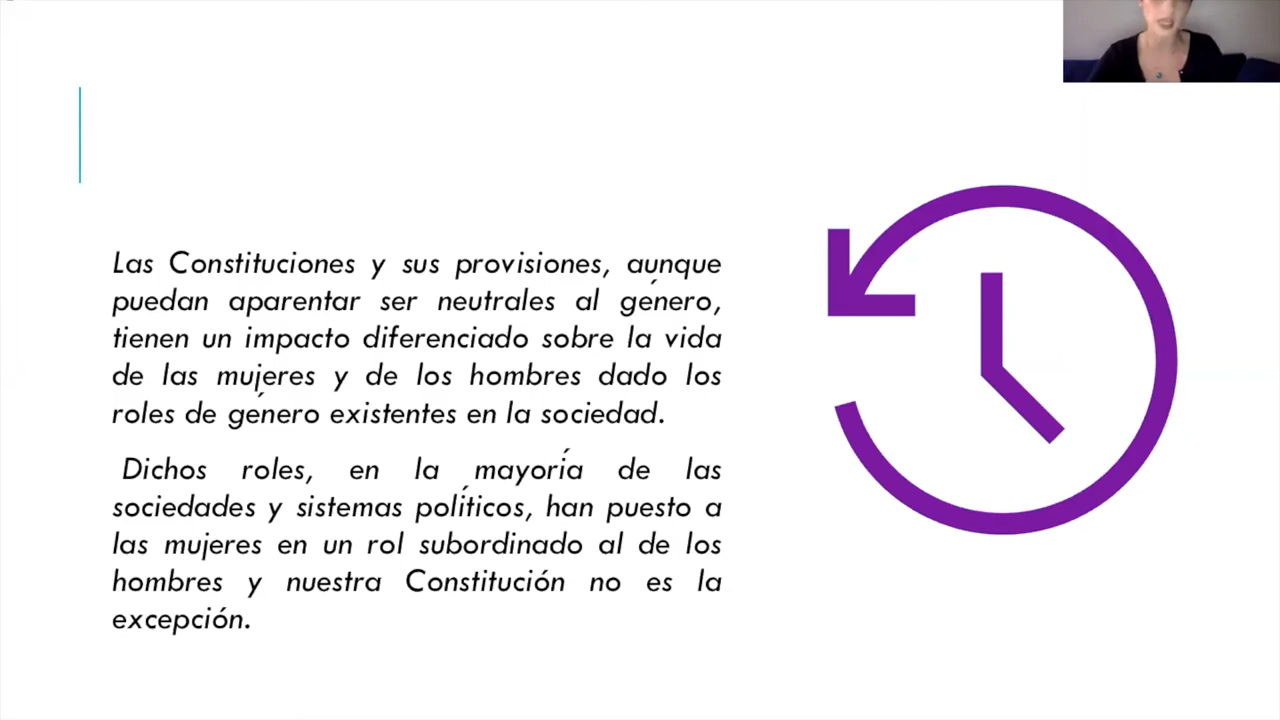 Las Constituciones y sus provisiones, aunque
puedan aparentar ser neutrales al género,
tienen un impacto diferenciado sobre la vida
de las mujeres y de los hombres dado los
roles de género existentes en la sociedad.
Dichos roles, en la mayoría de las
sociedades y sistemas políticos, han puesto a
las mujeres en un rol subordinado al de los
hombres y nuestra Constitución no es la
excepción.